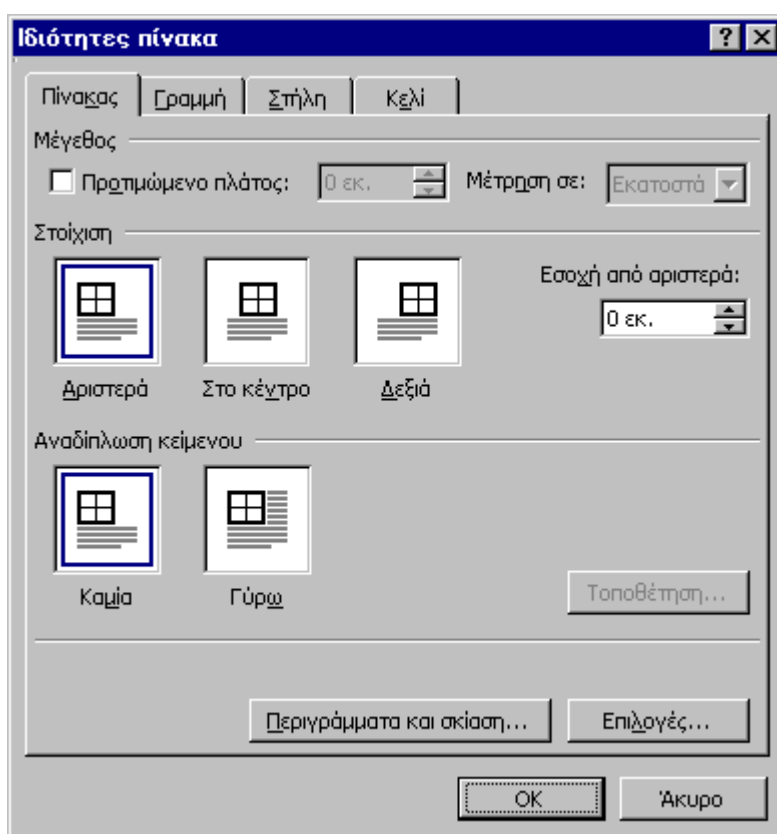 Ιδιότητες πίνακα
Πίνακας Γραμμή Στήλη Κελί
Μέγεθος
Προτιμώμενο πλάτος: 0 εκ. Μέτρηση σε: Εκατοστά
Στοίχιση
Εσοχή από αριστερά:
0 εκ.
Αριστερά Στο κέντρο Δεξιά
Αναδίπλωση κείμενου
Καμία Γύρω Τοποθέτηση...
Περιγράμματα και σκίαση... Επιλογές...
OK Άκυρο